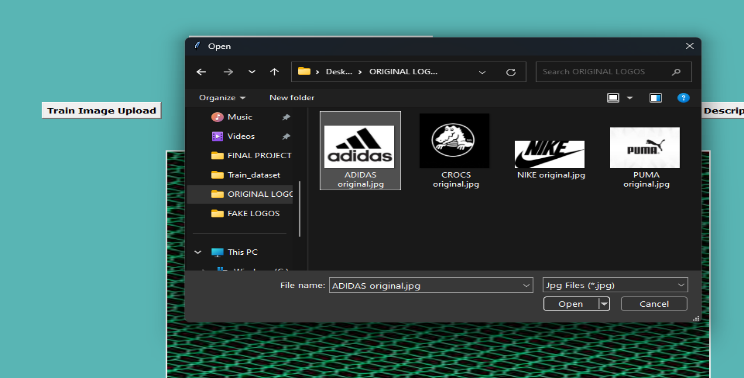 Open
Desk... > ORIGINAL LOG...
Search ORIGINAL LOGOS
Organize
New folder
Train Image Upload
Descrip
Music
Videos
FINAL PROJECT
Train_dataset
ORIGINAL LOGO
FAKE LOGOS
This PC
adidas
ADIDAS
original.jpg
CROCS
original.jpg
NIKE
NIKE original.jpg
PUMA
PUMA
original.jpg
File name:
ADIDAS original.jpg
Jpg Files (*.jpg)
Open
Cancel